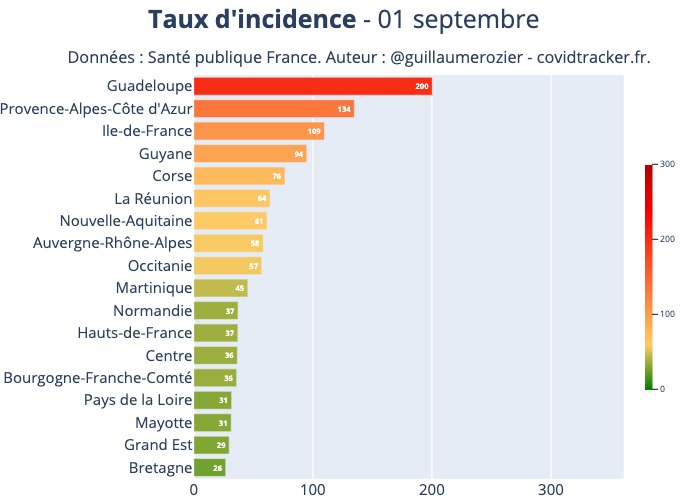 Taux d'incidence - 01 septembre
Données : Santé publique France. Auteur : @guillaumerozier - covidtracker.fr.
Guadeloupe 200
Provence-Alpes-Côte d'Azur 134
Ile-de-France 109
Guyane 94
Corse 76
La Réunion 64
Nouvelle-Aquitaine 61
Auvergne-Rhône-Alpes 58
Occitanie 57
Martinique 45
Normandie 37
Hauts-de-France 37
Centre 36
Bourgogne-Franche-Comté 36
Pays de la Loire 31
Mayotte 31
Grand Est 29
Bretagne 26
0 100 200 300
300
200
100
0